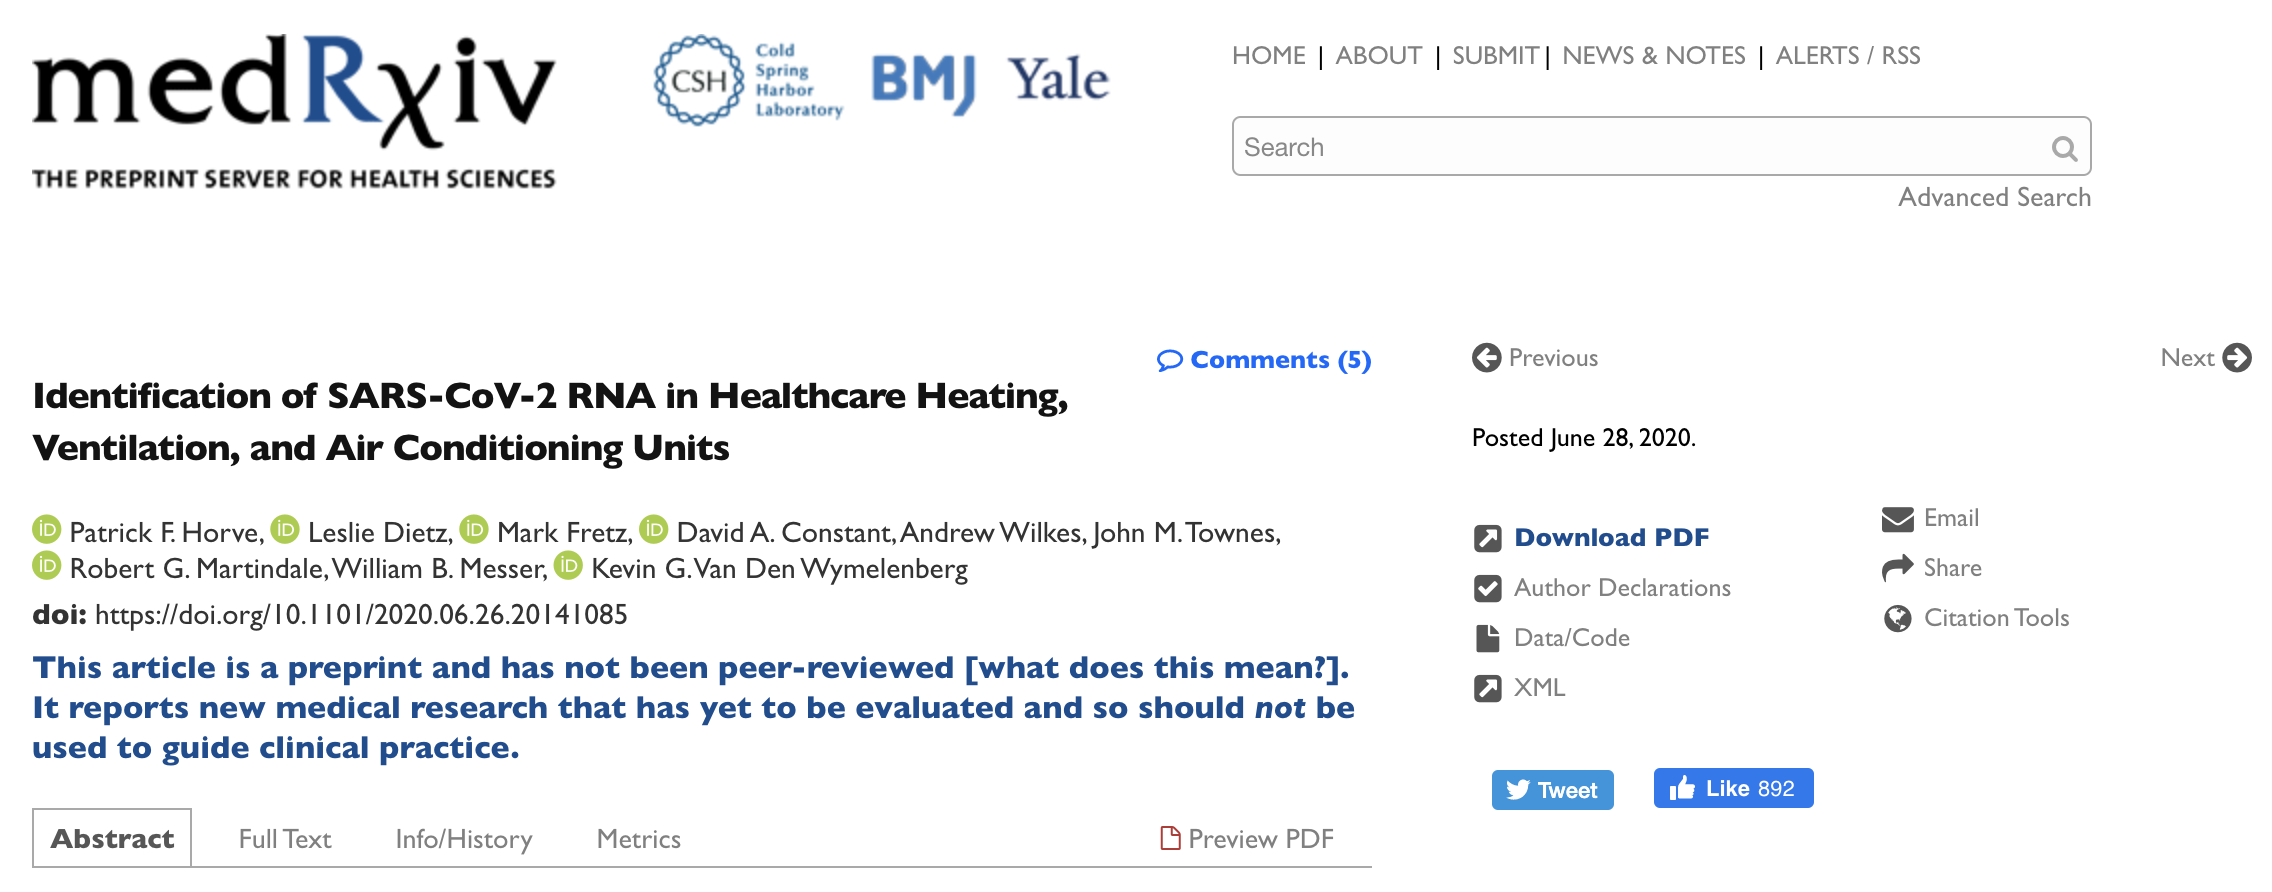 medRxiv
THE PREPRINT SERVER FOR HEALTH SCIENCES
CSH
Cold
Spring
Harbor
Laboratory
BMJ
Yale
HOME | ABOUT | SUBMIT | NEWS & NOTES | ALERTS / RSS
Search
Advanced Search
Comments (5)
Identification of SARS-CoV-2 RNA in Healthcare Heating,
Ventilation, and Air Conditioning Units
iD Patrick F. Horve, iD Leslie Dietz, iD Mark Fretz, iD David A. Constant, Andrew Wilkes, John M. Townes,
iD Robert G. Martindale, William B. Messer, iD Kevin G. Van Den Wymelenberg
doi: https://doi.org/10.1101/2020.06.26.20141085
This article is a preprint and has not been peer-reviewed [what does this mean?].
It reports new medical research that has yet to be evaluated and so should not be
used to guide clinical practice.
Abstract
Full Text
Info/History
Metrics
Preview PDF
Previous
Next
Posted June 28, 2020.
Download PDF
Author Declarations
Data/Code
XML
Email
Share
Citation Tools
Tweet
Like 892